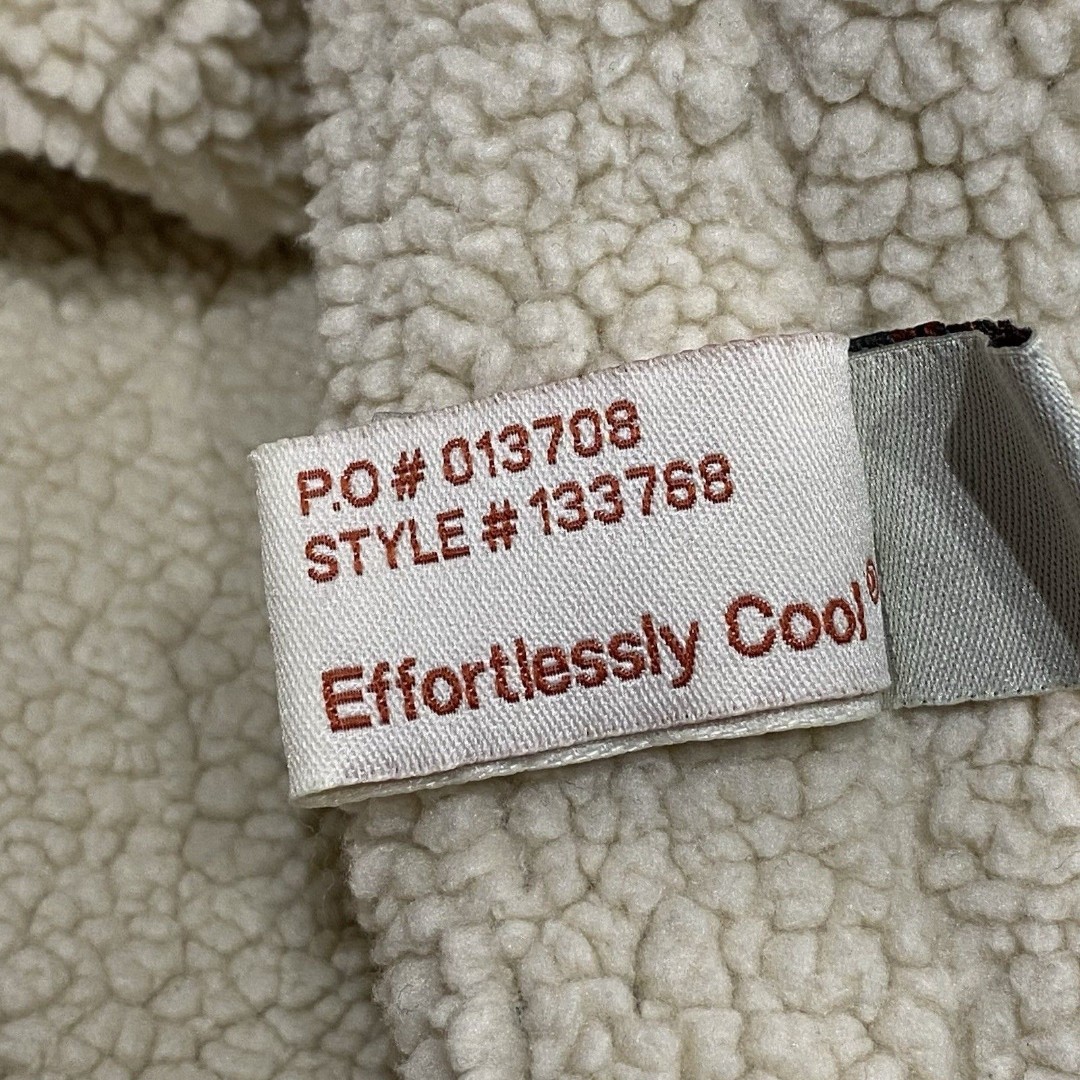 P.O # 013708
STYLE # 133768
Effortlessly Cool®